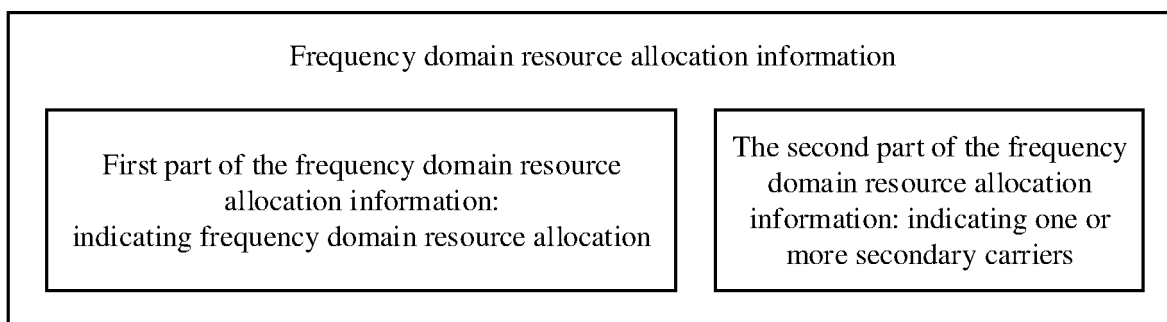 Frequency domain resource allocation information
First part of the frequency domain resource
allocation information:
indicating frequency domain resource allocation
The second part of the frequency
domain resource allocation
information: indicating one or
more secondary carriers